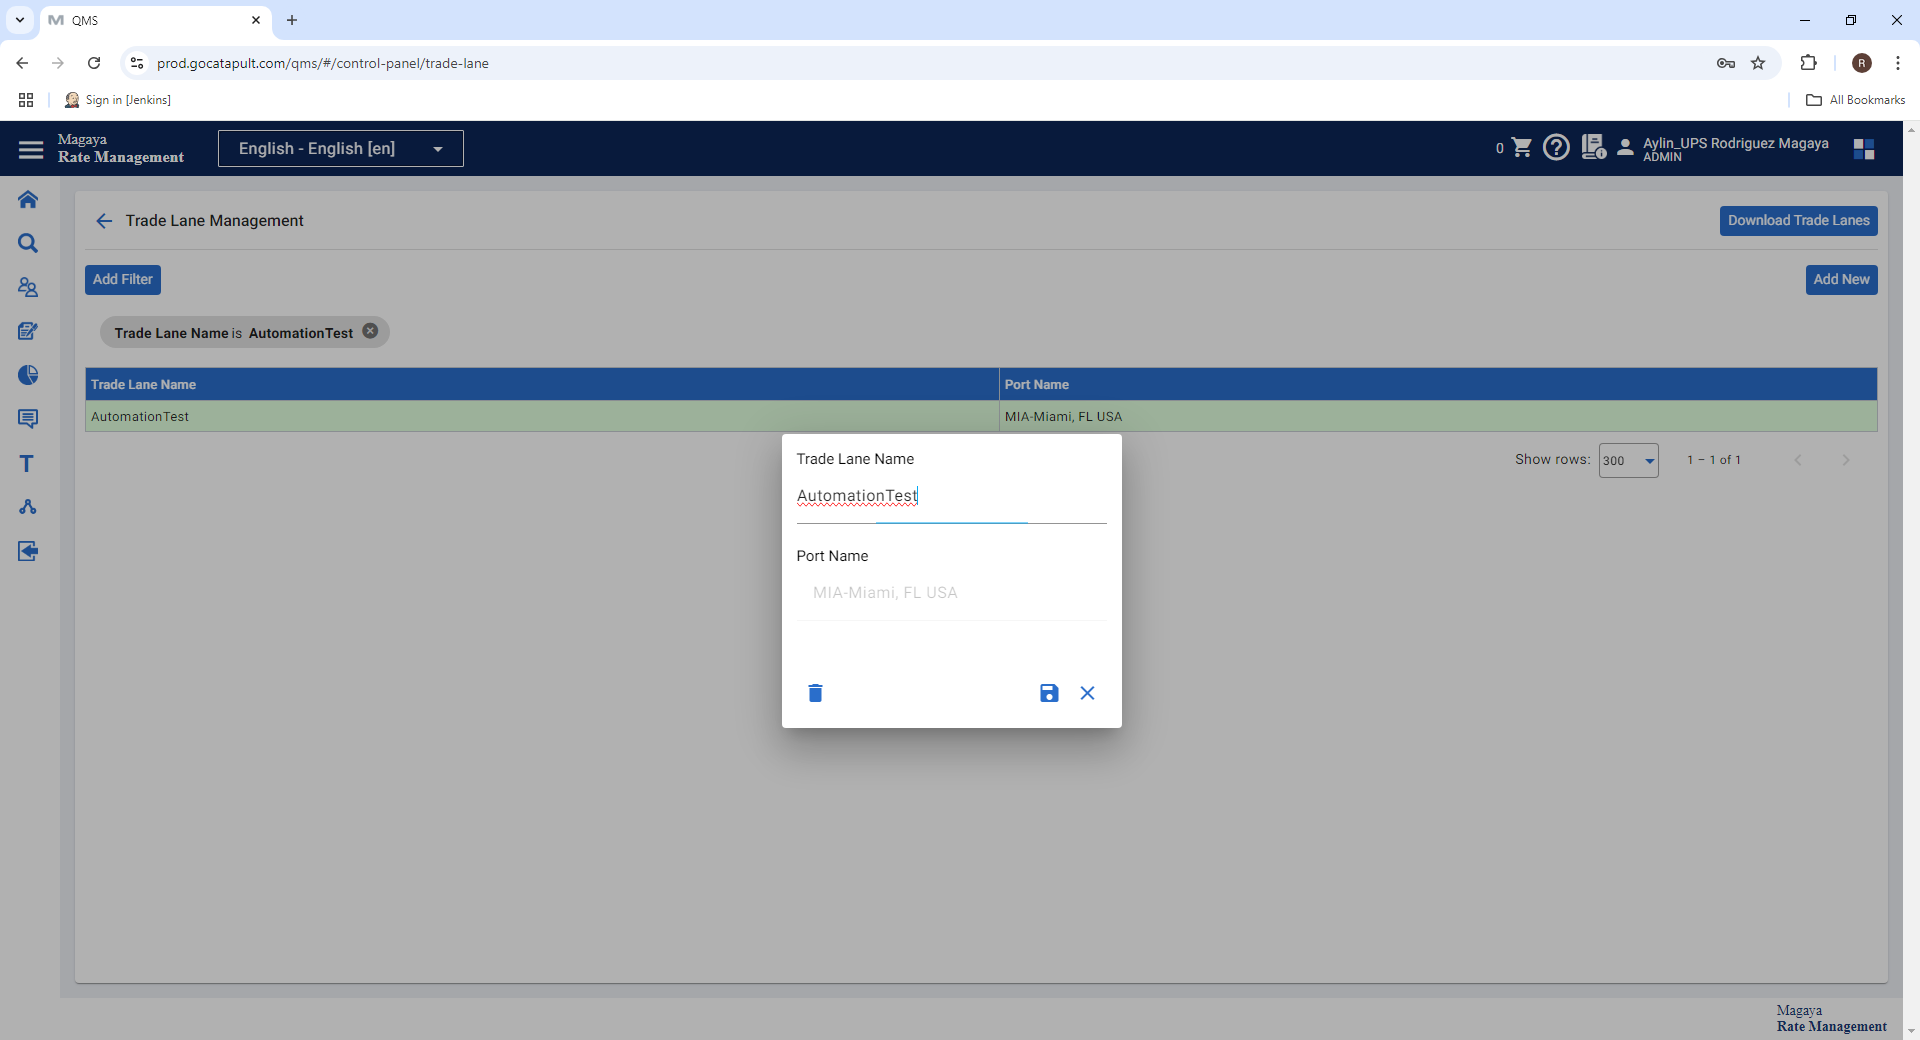 QMS
prod.gocatapult.com/qms/#/control-panel/trade-lane
R
Sign in [Jenkins]
All Bookmarks
Magaya
Rate Management
English - English [en]
0
Aylin_UPS Rodriguez Magaya
ADMIN
Trade Lane Management
Download Trade Lanes
Add Filter
Add New
Trade Lane Name is AutomationTest
Trade Lane Name
Port Name
AutomationTest
MIA-Miami, FL USA
Show rows: 300
1 – 1 of 1
Trade Lane Name
AutomationTest
Port Name
MIA-Miami, FL USA
Magaya
Rate Management